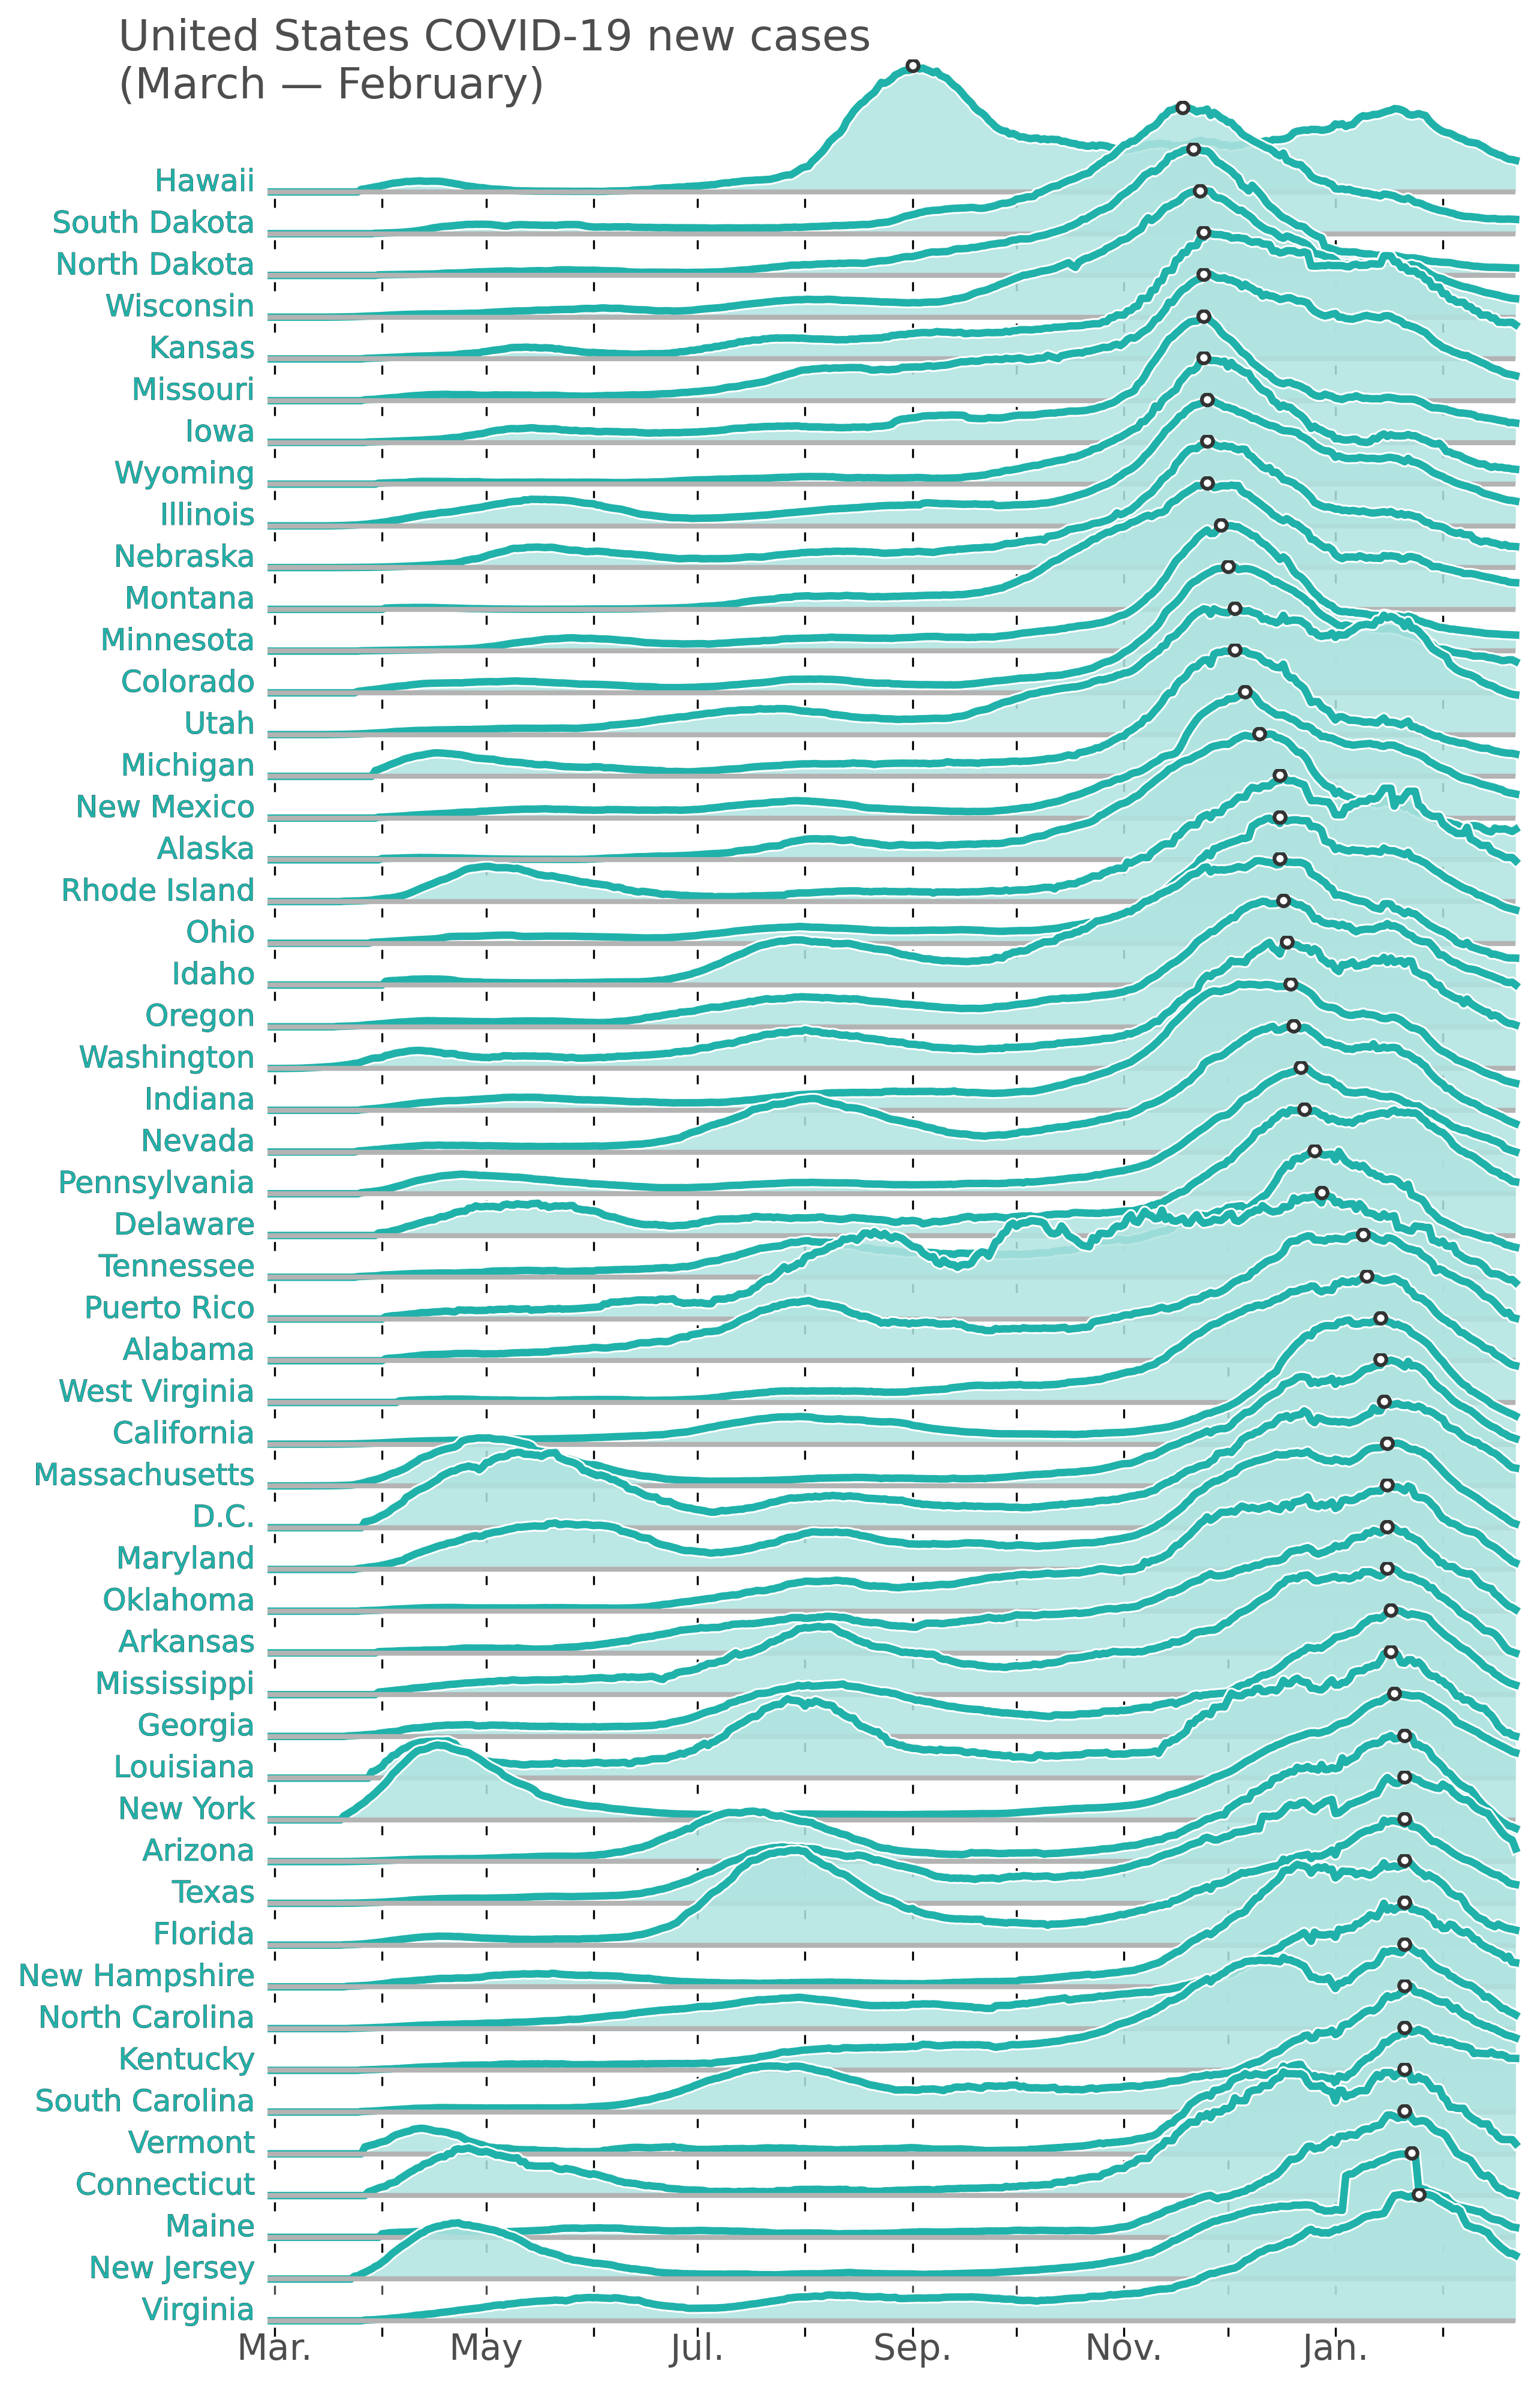 United States COVID-19 new cases
(March — February)
Hawaii
South Dakota
North Dakota
Wisconsin
Kansas
Missouri
Iowa
Wyoming
Illinois
Nebraska
Montana
Minnesota
Colorado
Utah
Michigan
New Mexico
Alaska
Rhode Island
Ohio
Idaho
Oregon
Washington
Indiana
Nevada
Pennsylvania
Delaware
Tennessee
Puerto Rico
Alabama
West Virginia
California
Massachusetts
D.C.
Maryland
Oklahoma
Arkansas
Mississippi
Georgia
Louisiana
New York
Arizona
Texas
Florida
New Hampshire
North Carolina
Kentucky
South Carolina
Vermont
Connecticut
Maine
New Jersey
Virginia
Mar. May Jul. Sep. Nov. Jan.